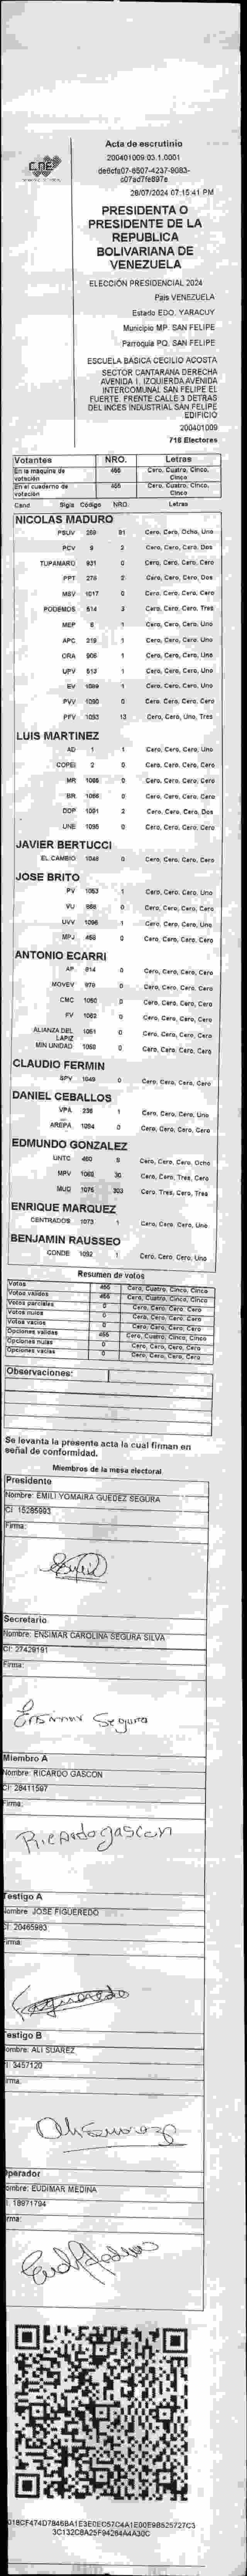 CNE
Acta de escrutinio
200401009.03.1.0001
28/07/2024 07:15:41 PM
PRESIDENTA O
PRESIDENTE DE LA
REPUBLICA
BOLIVARIANA DE
VENEZUELA
ELECCIÓN PRESIDENCIAL 2024
País VENEZUELA
Estado EDO. YARACUY
Municipio MP. SAN FELIPE
Parroquia PQ. SAN FELIPE
ESCUELA BÁSICA CECILIO ACOSTA
SECTOR CANTARANA DERECHA
AVENIDA 1. IZQUIERDA AVENIDA
INTERCOMUNAL SAN FELIPE EL
FUERTE. FRENTE CALLE 3 DETRAS
DEL INCES INDUSTRIAL SAN FELIPE
EDIFICIO
200401009
716 Electores
Votantes NRO. Letras
En la maquina de votación 455 Cero, Cuatro, Cinco, Cinco
En el cuaderno de votación 455 Cero, Cuatro, Cinco, Cinco
Cand Sigla Código NRO. Letras
NICOLAS MADURO
PSUV 269 81 Cero, Cero, Ocho, Uno
PCV 9 2 Cero, Cero, Cero, Dos
TUPAMARO 931 0 Cero, Cero, Cero, Cero
PPT 276 2 Cero, Cero, Cero, Dos
MSV 1017 0 Cero, Cero, Cero, Cero
PODEMOS 514 3 Cero, Cero, Cero, Tres
MEP 6 1 Cero, Cero, Cero, Uno
APC 219 1 Cero, Cero, Cero, Uno
ORA 906 1 Cero, Cero, Cero, Uno
UPV 513 1 Cero, Cero, Cero, Uno
EV 1089 1 Cero, Cero, Cero, Uno
PVV 1090 0 Cero, Cero, Cero, Cero
PFV 1093 13 Cero, Cero, Uno, Tres
LUIS MARTINEZ
AD 1 1 Cero, Cero, Cero, Uno
COPEI 2 0 Cero, Cero, Cero, Cero
MR 1065 0 Cero, Cero, Cero, Cero
BR 1066 0 Cero, Cero, Cero, Cero
DDP 1091 2 Cero, Cero, Cero, Dos
UNE 1095 0 Cero, Cero, Cero, Cero
JAVIER BERTUCCI
EL CAMBIO 1048 0 Cero, Cero, Cero, Cero
JOSE BRITO
PV 1053 1 Cero, Cero, Cero, Uno
VU 868 0 Cero, Cero, Cero, Cero
UVV 1096 1 Cero, Cero, Cero, Uno
MPJ 468 0 Cero, Cero, Cero, Cero
ANTONIO ECARRI
AP 914 0 Cero, Cero, Cero, Cero
MOVEV 979 0 Cero, Cero, Cero, Cero
CMC 1050 0 Cero, Cero, Cero, Cero
FV 1052 0 Cero, Cero, Cero, Cero
ALIANZA DEL LAPIZ 1051 0 Cero, Cero, Cero, Cero
MIN UNIDAD 1058 0 Cero, Cero, Cero, Cero
CLAUDIO FERMIN
SPV 1049 0 Cero, Cero, Cero, Cero
DANIEL CEBALLOS
VPA 236 1 Cero, Cero, Cero, Uno
AREPA 1084 0 Cero, Cero, Cero, Cero
EDMUNDO GONZALEZ
UNTC 460 8 Cero, Cero, Cero, Ocho
MPV 1068 30 Cero, Cero, Tres, Cero
MUD 1075 303 Cero, Tres, Cero, Tres
ENRIQUE MARQUEZ
CENTRADOS 1073 1 Cero, Cero, Cero, Uno
BENJAMIN RAUSSEO
CONDE 1092 1 Cero, Cero, Cero, Uno
Resumen de votos
Votos 455 Cero, Cuatro, Cinco, Cinco
Votos válidos 455 Cero, Cuatro, Cinco, Cinco
Votos parciales 0 Cero, Cero, Cero, Cero
Votos nulos 0 Cero, Cero, Cero, Cero
Votos vacíos 0 Cero, Cero, Cero, Cero
Opciones válidas 455 Cero, Cuatro, Cinco, Cinco
Opciones nulas 0 Cero, Cero, Cero, Cero
Opciones vacías 0 Cero, Cero, Cero, Cero
Observaciones:
Se levanta la presente acta la cual firman en
señal de conformidad.
Miembros de la mesa electoral
Presidente
Nombre: EMILI YOMAIRA GUEDEZ SEGURA
CI: 15285993
Firma:
Secretario
Nombre: ENSIMAR CAROLINA SEGURA SILVA
CI: 27429191
Firma:
Ensimar Segura
Miembro A
Nombre: RICARDO GASCON
CI: 28411597
Firma:
Ricardo gascon
Testigo A
Nombre: JOSE FIGUEREDO
CI: 20465983
Firma:
Testigo B
Nombre: ALI SUAREZ
CI: 3457120
Firma:
Operador
Nombre: EUDIMAR MEDINA
CI: 18971794
Firma: